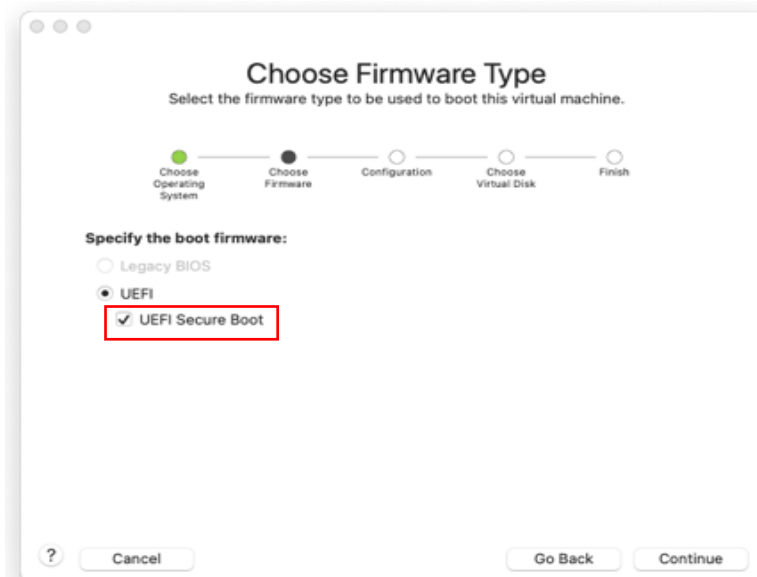 Choose Firmware Type
Select the firmware type to be used to boot this virtual machine.
Choose
Operating
System
Choose
Firmware
Configuration
Choose
Virtual Disk
Finish
Specify the boot firmware:
Legacy BIOS
UEFI
UEFI Secure Boot
?
Cancel
Go Back
Continue